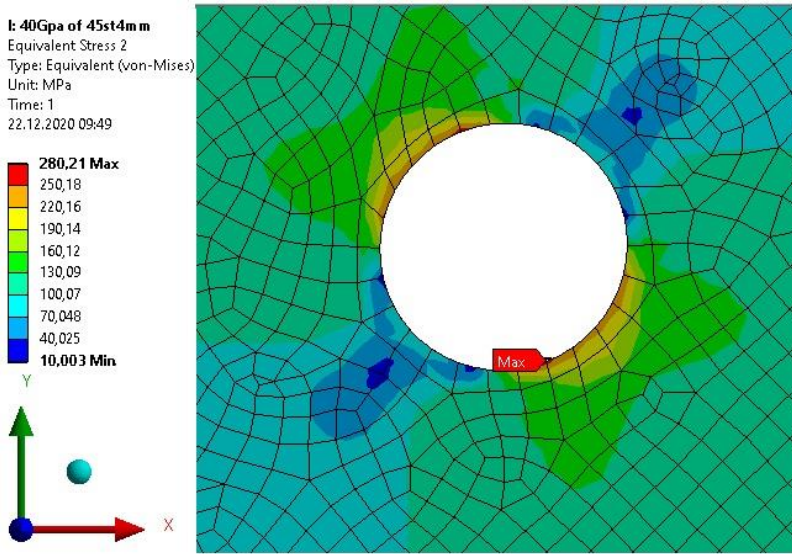 I: 40Gpa of 45st4mm
Equivalent Stress 2
Type: Equivalent (von-Mises)
Unit: MPa
Time: 1
22.12.2020 09:49
280,21 Max
250,18
220,16
190,14
160,12
130,09
100,07
70,048
40,025
10,003 Min
Max
Y
X